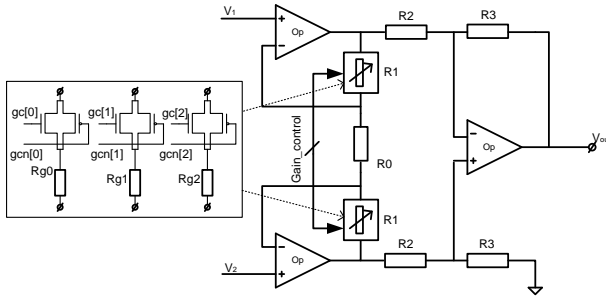 V1
+
Op
−
R2
R3
R1
gc[0]
gc[1]
gc[2]
gcn[0]
gcn[1]
gcn[2]
Rg0
Rg1
Rg2
Gain_control
R0
−
Op
+
R1
−
Op
+
V2
R2
R3